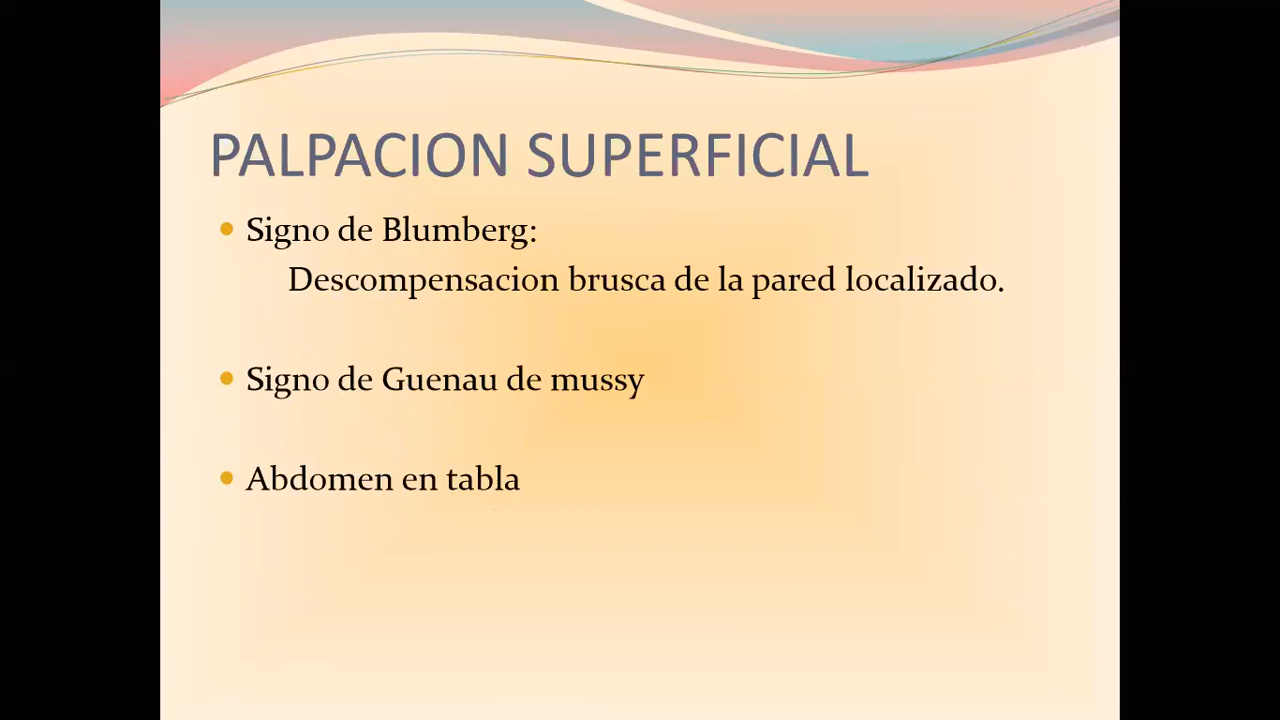 PALPACION SUPERFICIAL
Signo de Blumberg:
Descompensacion brusca de la pared localizado.
Signo de Guenau de mussy
Abdomen en tabla